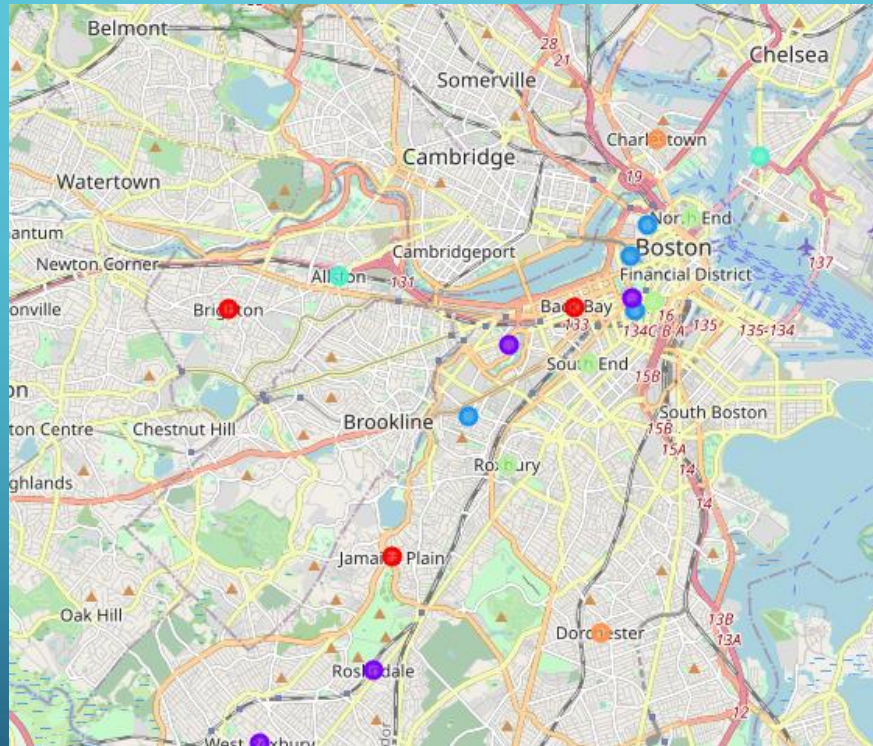 Belmont
Chelsea
28
21
Somerville
Charlestown
Cambridge
19
Watertown
North End
Boston
Cambridgeport
Newton Corner
Allston
131
Financial District
137
Brighton
Back Bay
133
16
134C B-A
135
135-134
onville
South End
15B
on
ton Centre
Chestnut Hill
Brookline
South Boston
15B
15A
Roxbury
14
ghlands
14
Jamaica Plain
Oak Hill
13B
Dorchester
13A
Roslindale
12
West Roxbury